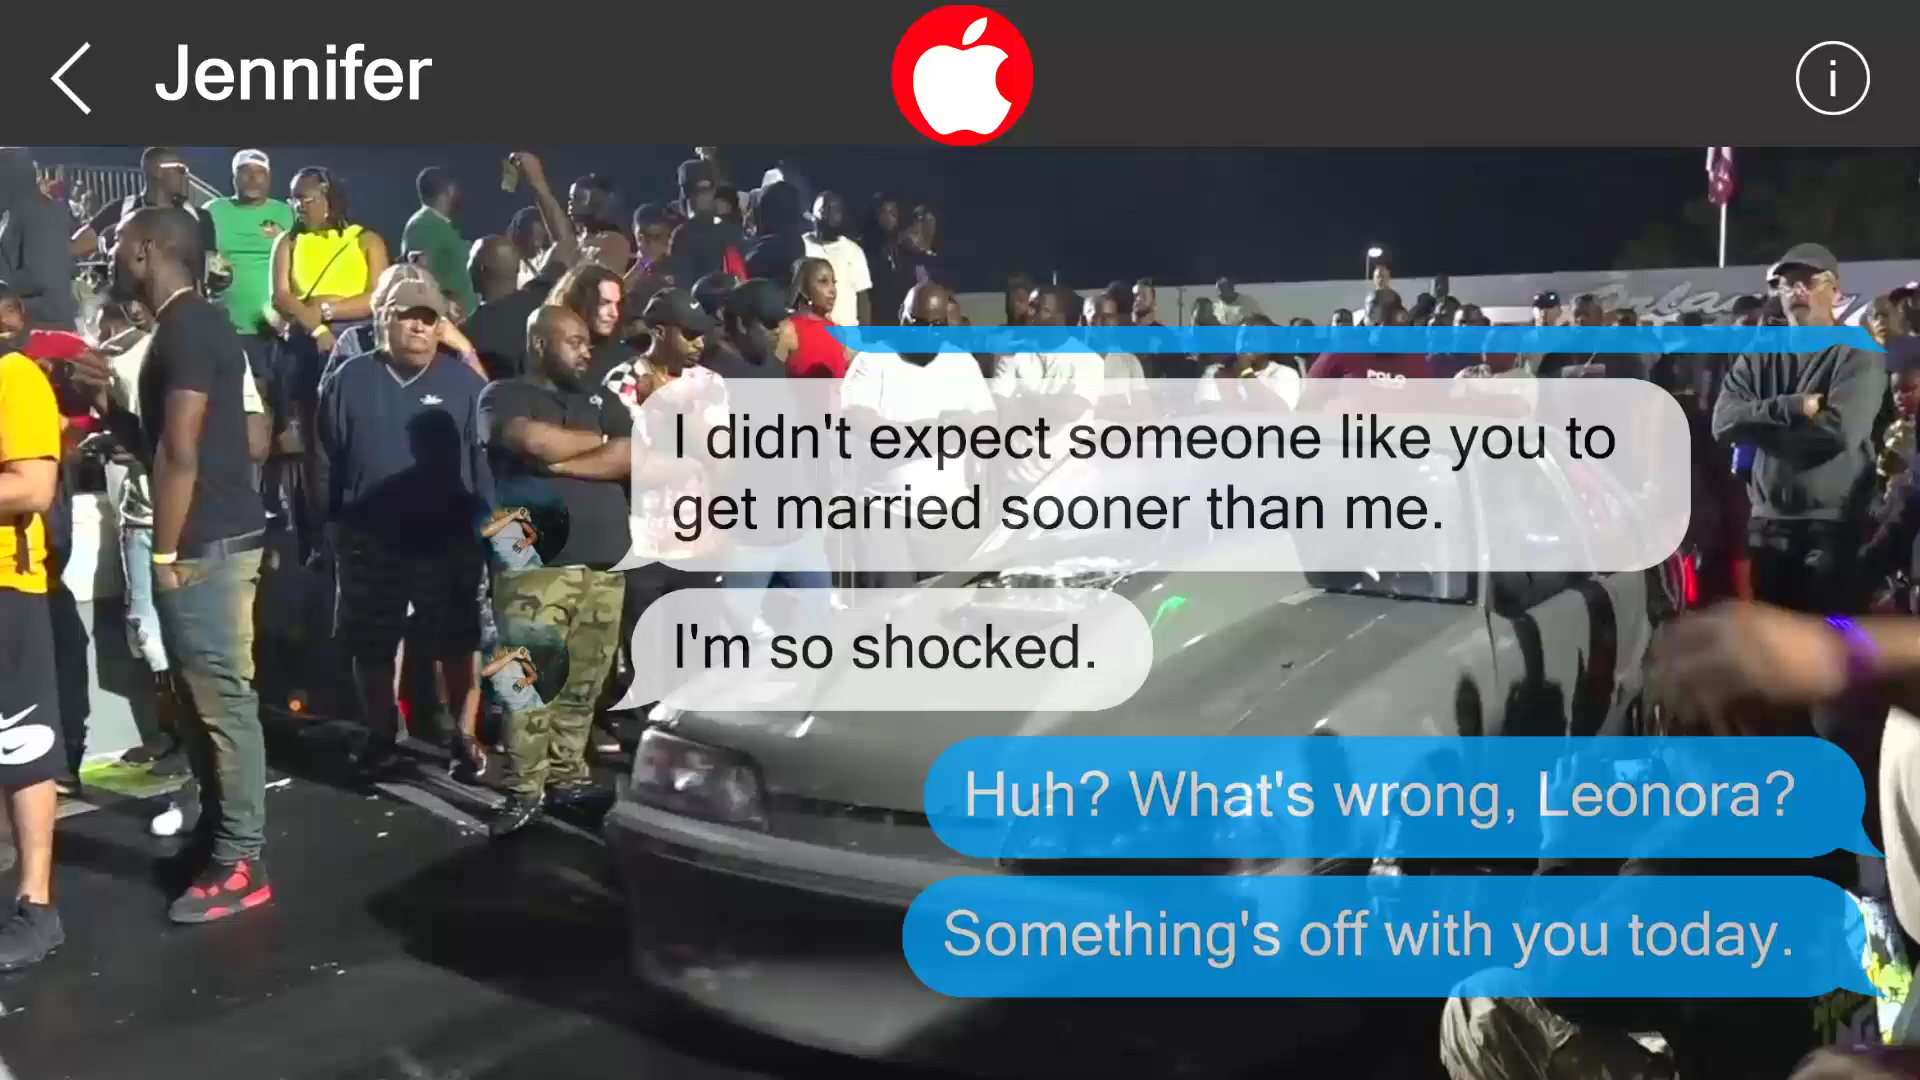 Jennifer
i
POLO
I didn't expect someone like you to
get married sooner than me.
I'm so shocked.
Huh? What's wrong, Leonora?
Something's off with you today.